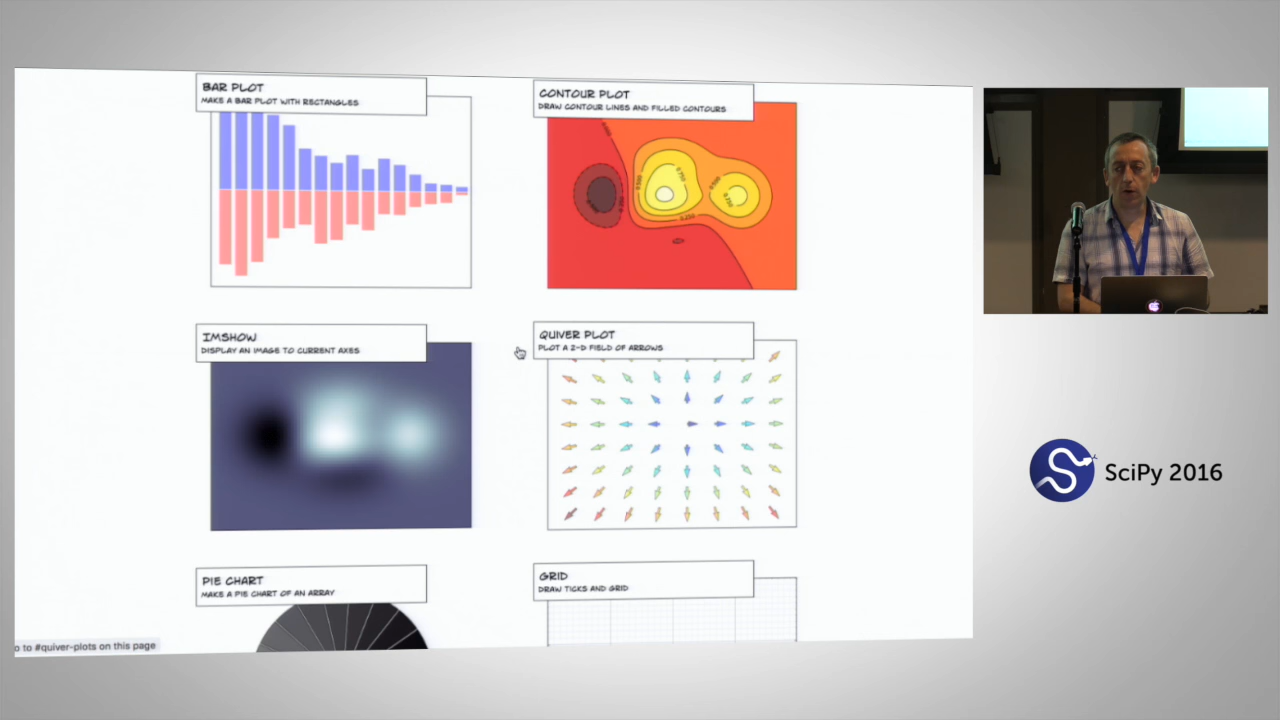 BAR PLOT
MAKE A BAR PLOT WITH RECTANGLES
CONTOUR PLOT
DRAW CONTOUR LINES AND FILLED CONTOURS
IMSHOW
DISPLAY AN IMAGE TO CURRENT AXES
QUIVER PLOT
PLOT A 2-D FIELD OF ARROWS
PIE CHART
MAKE A PIE CHART OF AN ARRAY
GRID
DRAW TICKS AND GRID
o to #quiver-plots on this page
SciPy 2016